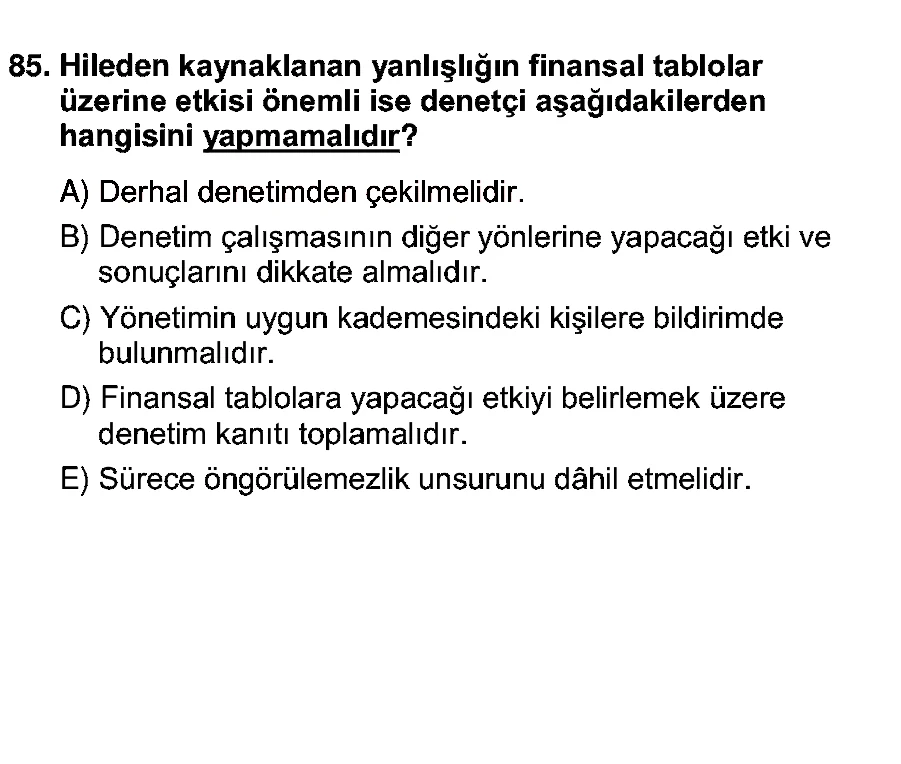 85. Hileden kaynaklanan yanlışlığın finansal tablolar
üzerine etkisi önemli ise denetçi aşağıdakilerden
hangisini yapmamalıdır?
A) Derhal denetimden çekilmelidir.
B) Denetim çalışmasının diğer yönlerine yapacağı etki ve
sonuçlarını dikkate almalıdır.
C) Yönetimin uygun kademesindeki kişilere bildirimde
bulunmalıdır.
D) Finansal tablolara yapacağı etkiyi belirlemek üzere
denetim kanıtı toplamalıdır.
E) Sürece öngörülemezlik unsurunu dâhil etmelidir.